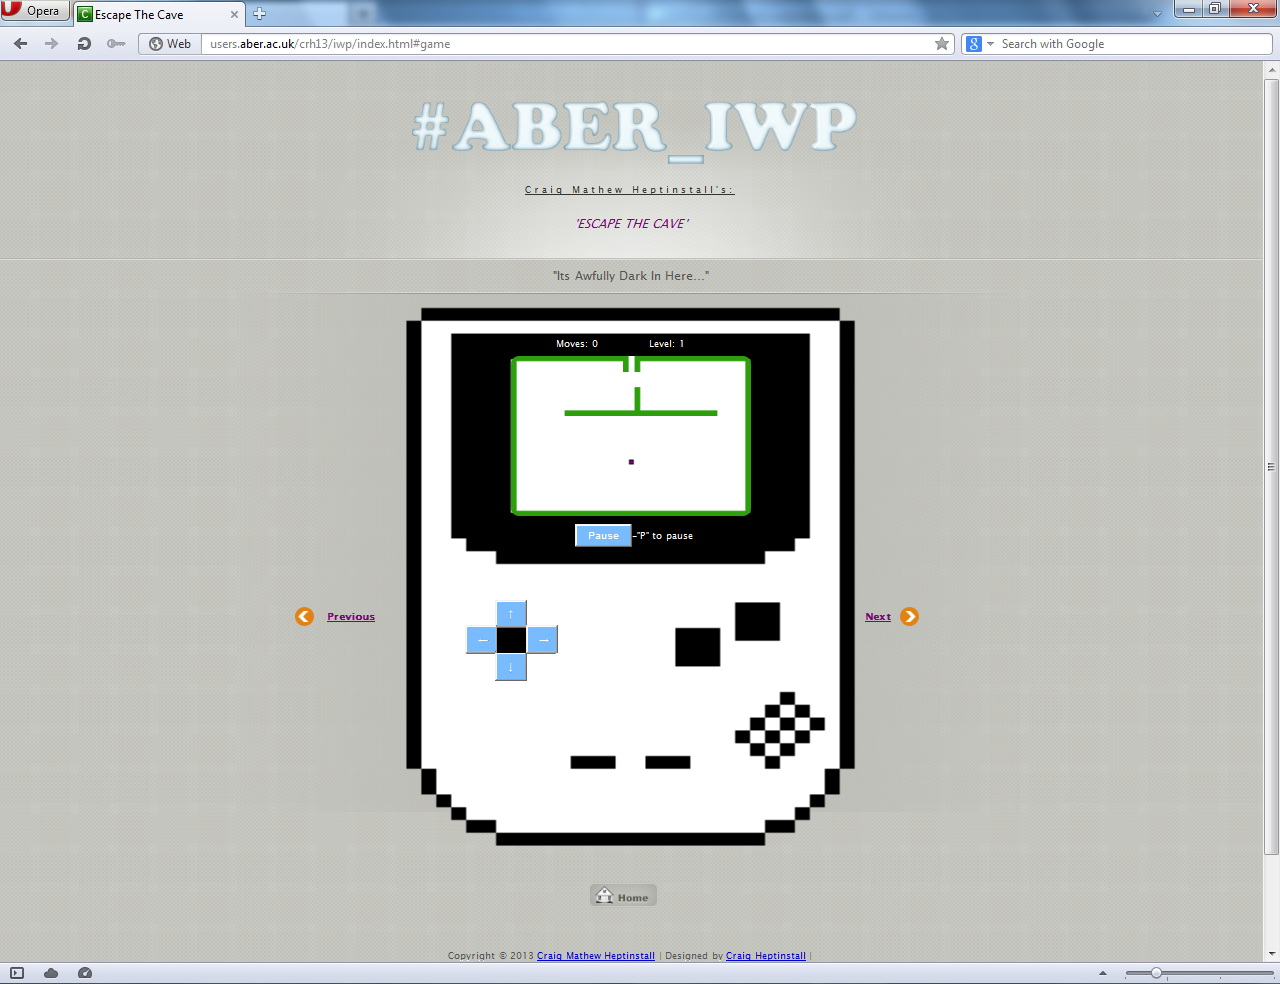 Opera
Escape The Cave
Web
users.aber.ac.uk/crh13/iwp/index.html#game
Search with Google
#ABER_IWP
Craig Mathew Heptinstall's:
'ESCAPE THE CAVE'
"Its Awfully Dark In Here..."
Moves: 0 Level: 1
Pause -"P" to pause
↑
← →
↓
Previous
Next
Home
Copyright © 2013 Craig Mathew Heptinstall | Designed by Craig Heptinstall |